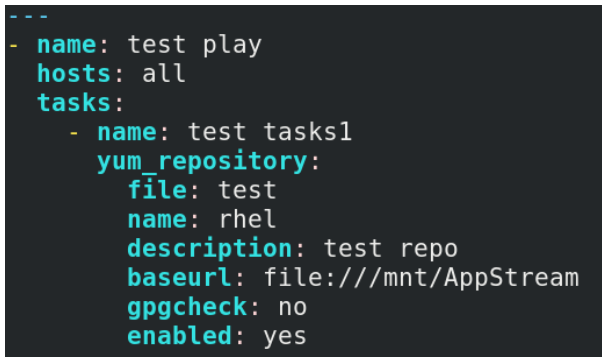 ---
- name: test play
  hosts: all
  tasks:
    - name: test tasks1
      yum_repository:
        file: test
        name: rhel
        description: test repo
        baseurl: file:///mnt/AppStream
        gpgcheck: no
        enabled: yes